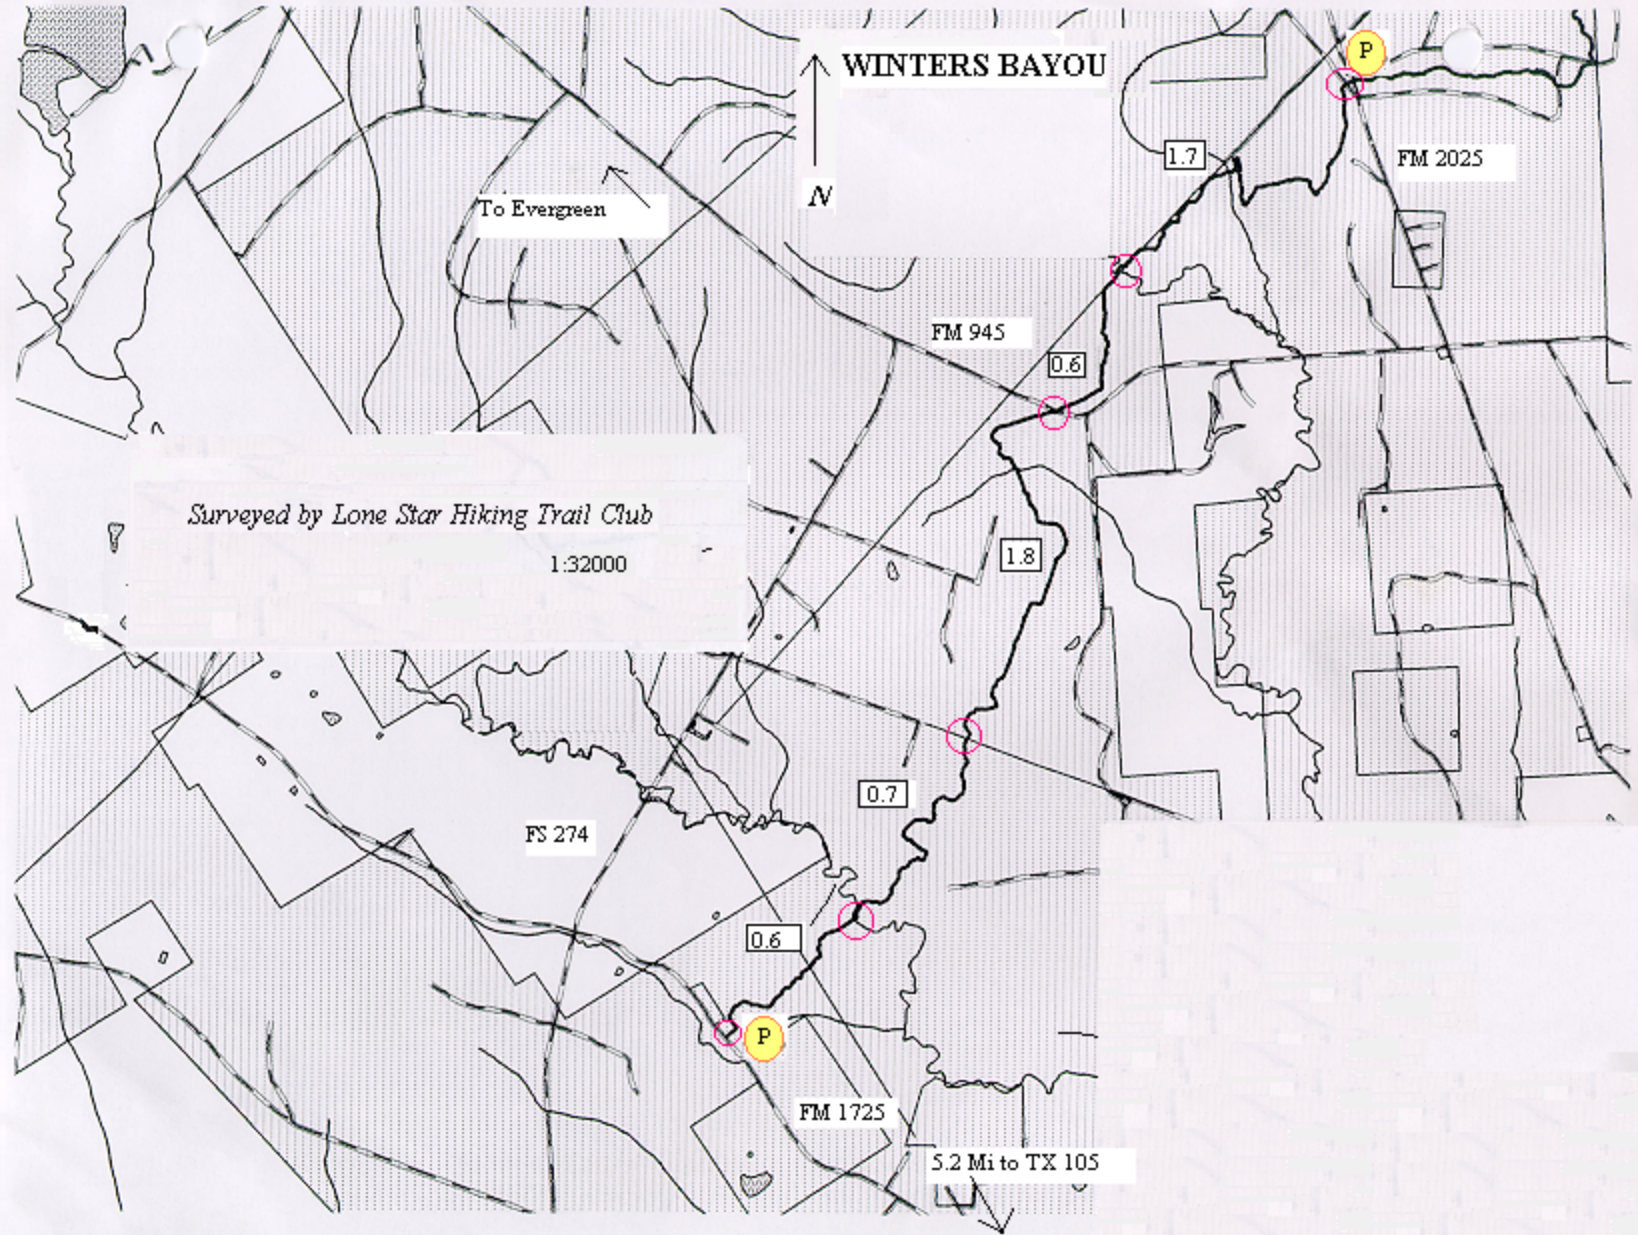 P
WINTERS BAYOU
1.7
FM 2025
N
To Evergreen
FM 945
0.6
Surveyed by Lone Star Hiking Trail Club
1:32000
1.8
0.7
FS 274
0.6
P
FM 1725
5.2 Mi to TX 105